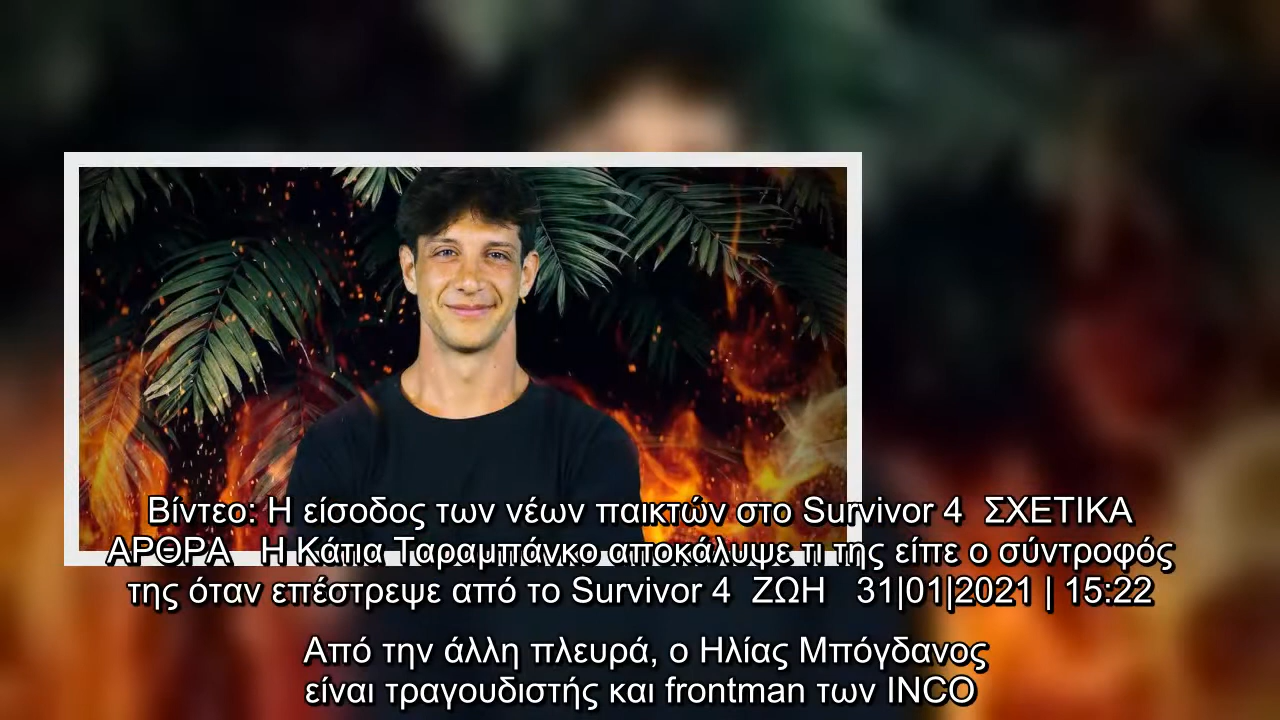 Βίντεο: Η είσοδος των νέων παικτών στο Survivor 4  ΣΧΕΤΙΚΑ
ΑΡΘΡΑ   Η Κάτια Ταραμπάνκο αποκάλυψε τι της είπε ο σύντροφός
της όταν επέστρεψε από το Survivor 4  ΖΩΗ   31|01|2021 | 15:22
Από την άλλη πλευρά, ο Ηλίας Μπόγδανος
είναι τραγουδιστής και frontman των INCO